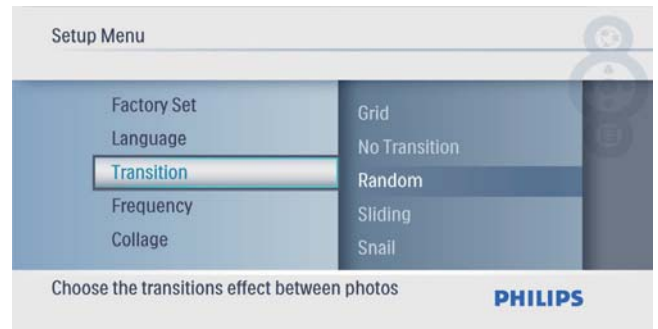 Setup Menu
Factory Set
Language
Transition
Frequency
Collage
Grid
No Transition
Random
Sliding
Snail
Choose the transitions effect between photos
PHILIPS